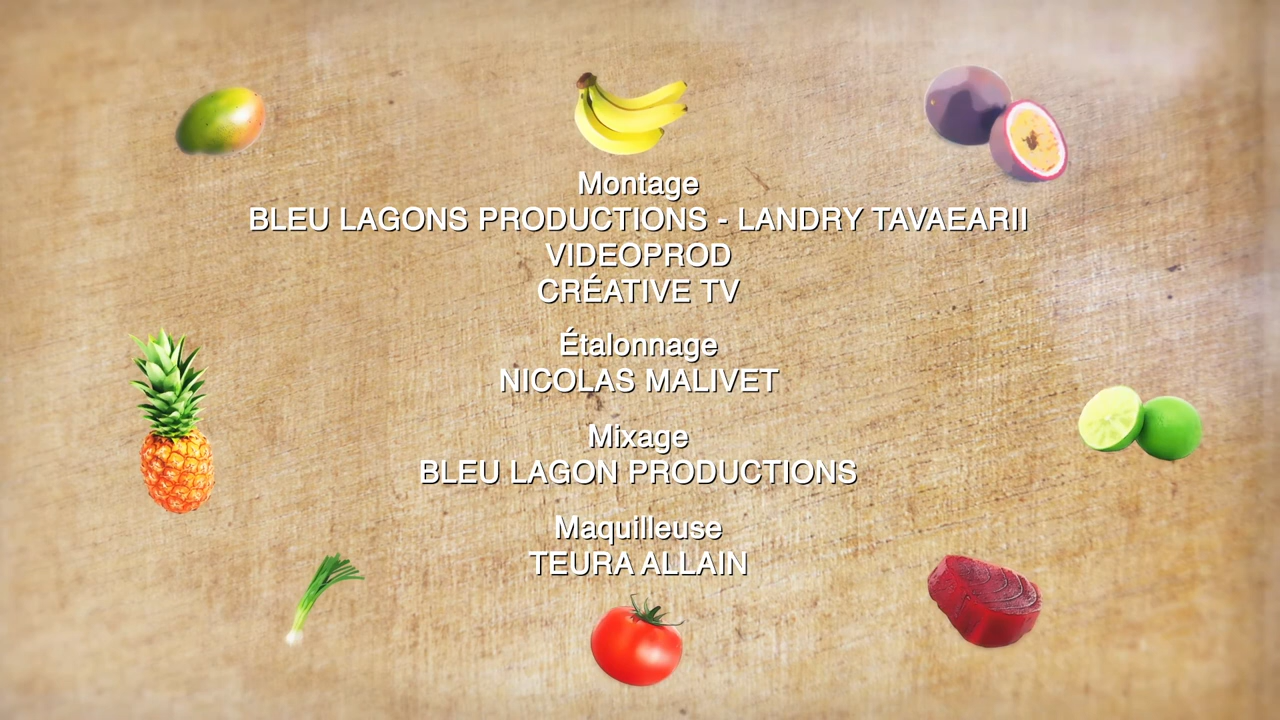 Montage
BLEU LAGONS PRODUCTIONS - LANDRY TAVAEARII
VIDEOPROD
CRÉATIVE TV
Étalonnage
NICOLAS MALIVET
Mixage
BLEU LAGON PRODUCTIONS
Maquilleuse
TEURA ALLAIN